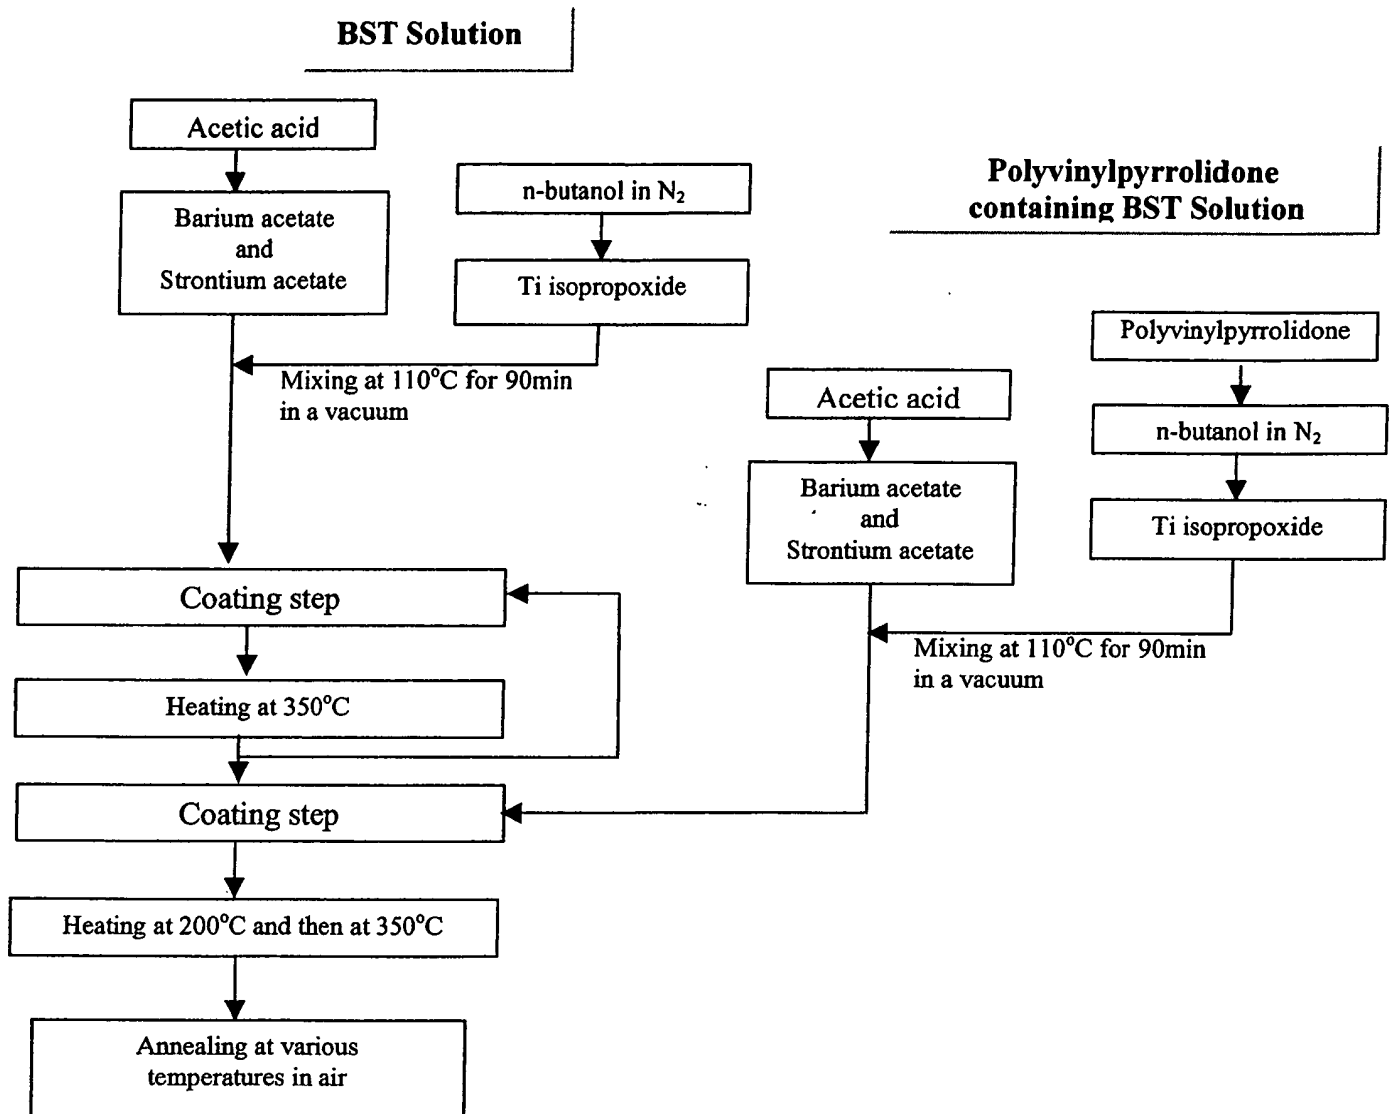 BST Solution
Acetic acid
Barium acetate
and
Strontium acetate
n-butanol in N₂
Ti isopropoxide
Mixing at 110°C for 90min
in a vacuum
Polyvinylpyrrolidone
containing BST Solution
Polyvinylpyrrolidone
n-butanol in N₂
Ti isopropoxide
Acetic acid
Barium acetate
and
Strontium acetate
Mixing at 110°C for 90min
in a vacuum
Coating step
Heating at 350°C
Coating step
Heating at 200°C and then at 350°C
Annealing at various
temperatures in air